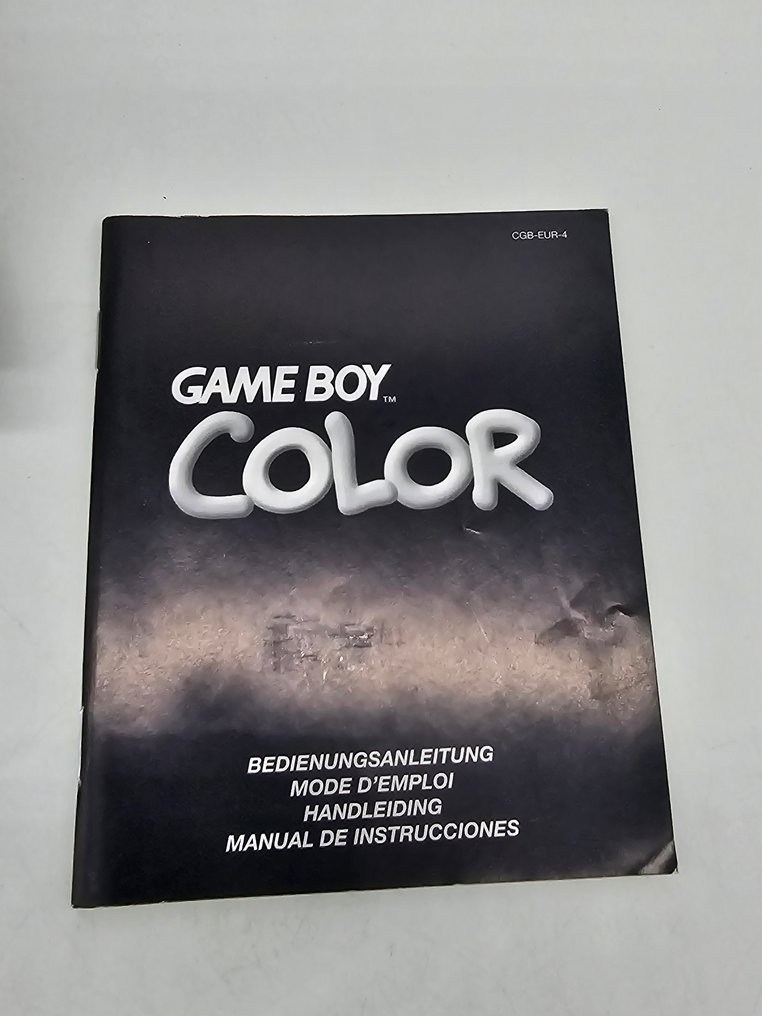 CGB-EUR-4
GAME BOY™
COLOR
BEDIENUNGSANLEITUNG
MODE D'EMPLOI
HANDLEIDING
MANUAL DE INSTRUCCIONES